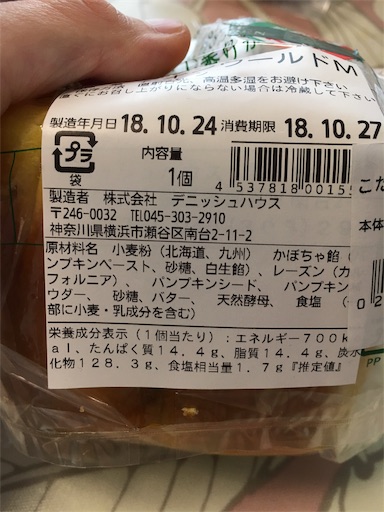 ールドM
高温多湿をお避け下さい
お召し上がりにならない場合は冷蔵して下さい
製造年月日 18.10.24 消費期限 18.10.27
プラ
袋
内容量
1個
4 537818 00155
製造者 株式会社 デニッシュハウス
〒246-0032 TEL045-303-2910
神奈川県横浜市瀬谷区南台2-11-2
原材料名 小麦粉(北海道、九州) かぼちゃ餡(
ンプキンペースト、砂糖、白生餡)、レーズン(カ
フォルニア)、パンプキンシード、パンプキン
ウダー、砂糖、バター、天然酵母、食塩 (
部に小麦・乳成分を含む)
栄養成分表示(1個当たり):エネルギー700k
al、たんぱく質14.4g、脂質14.4g、炭水
化物128.3g、食塩相当量1.7g『推定値』
こだ
本体
PP